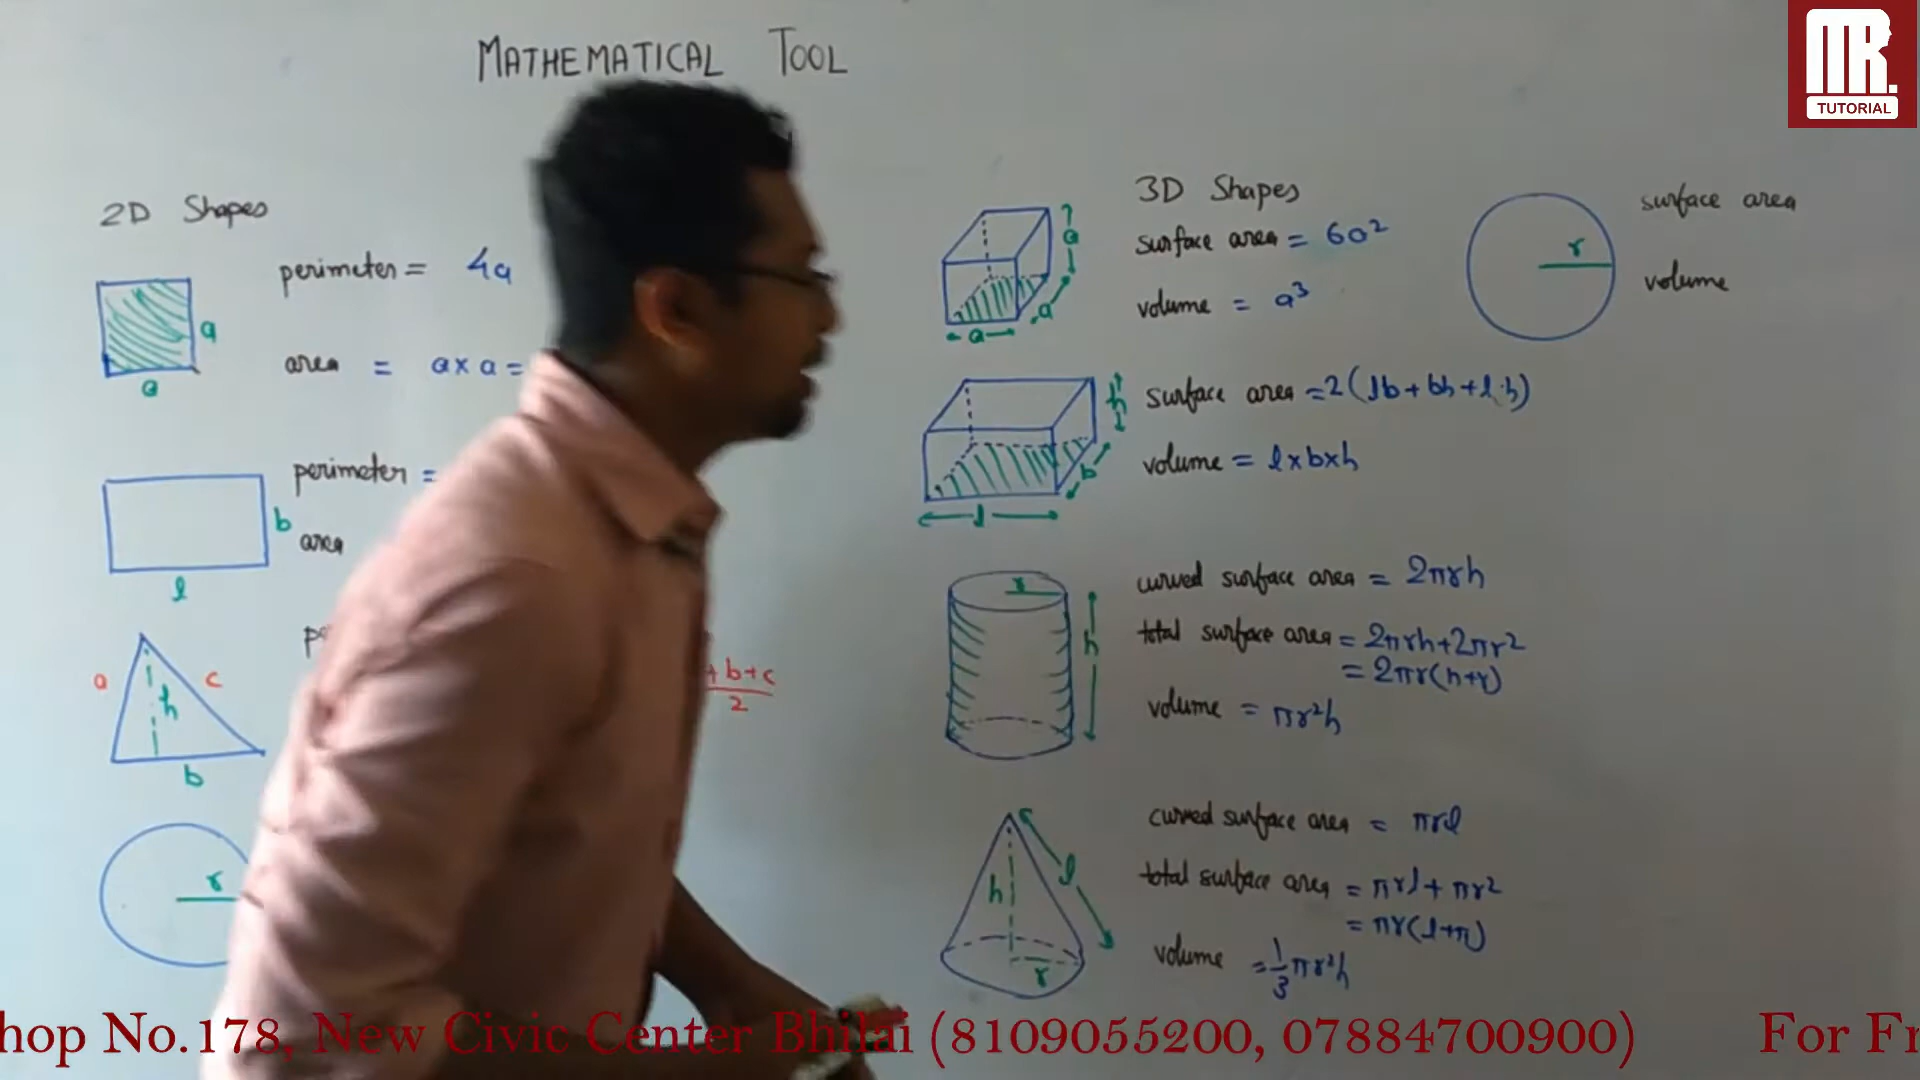 MATHEMATICAL TOOL
MR.
TUTORIAL
2D Shapes
perimeter = 4a
area = a x a =
a
a
perimeter =
area
b
l
a
c
h
b
+ b + c
2
r
3D Shapes
surface area = 6a²
volume = a³
a
a
a
surface area
volume
r
surface area = 2(lb + bh + l.h)
volume = l x b x h
h
b
l
curved surface area = 2πrh
total surface area = 2πrh + 2πr²
= 2πr(h+r)
volume = πr²h
r
h
curved surface area = πrl
total surface area = πrl + πr²
= πr(l+r)
volume = 1/3 πr²h
h
l
r
hop No.178, New Civic Center Bhilai (8109055200, 07884700900) For Fr